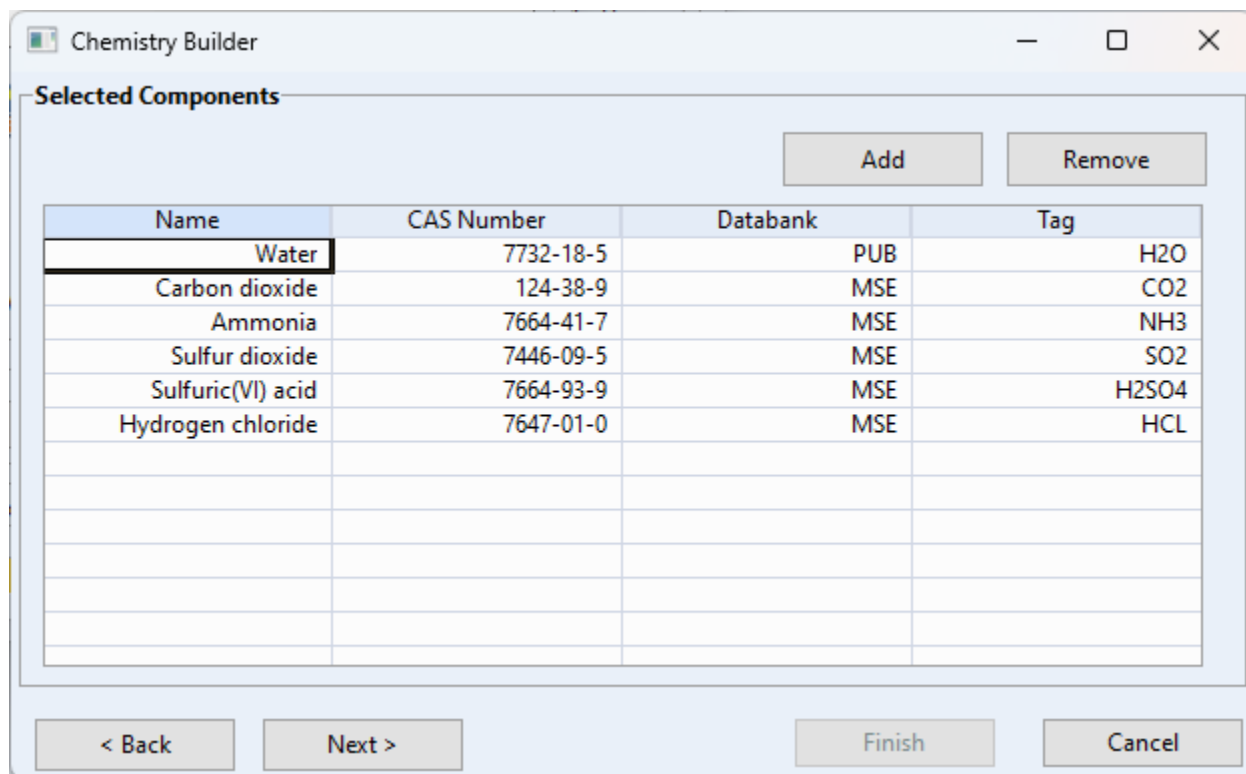 Chemistry Builder
Selected Components
Add Remove
Name CAS Number Databank Tag
Water 7732-18-5 PUB H2O
Carbon dioxide 124-38-9 MSE CO2
Ammonia 7664-41-7 MSE NH3
Sulfur dioxide 7446-09-5 MSE SO2
Sulfuric(VI) acid 7664-93-9 MSE H2SO4
Hydrogen chloride 7647-01-0 MSE HCL
< Back Next > Finish Cancel